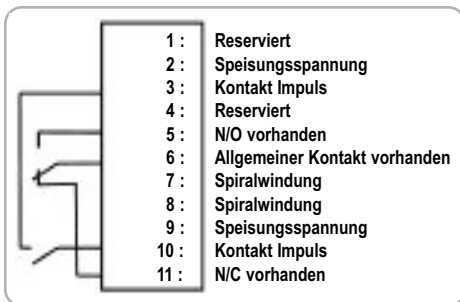 1 : Reserviert
2 : Speisungsspannung
3 : Kontakt Impuls
4 : Reserviert
5 : N/O vorhanden
6 : Allgemeiner Kontakt vorhanden
7 : Spiralwindung
8 : Spiralwindung
9 : Speisungsspannung
10 : Kontakt Impuls
11 : N/C vorhanden